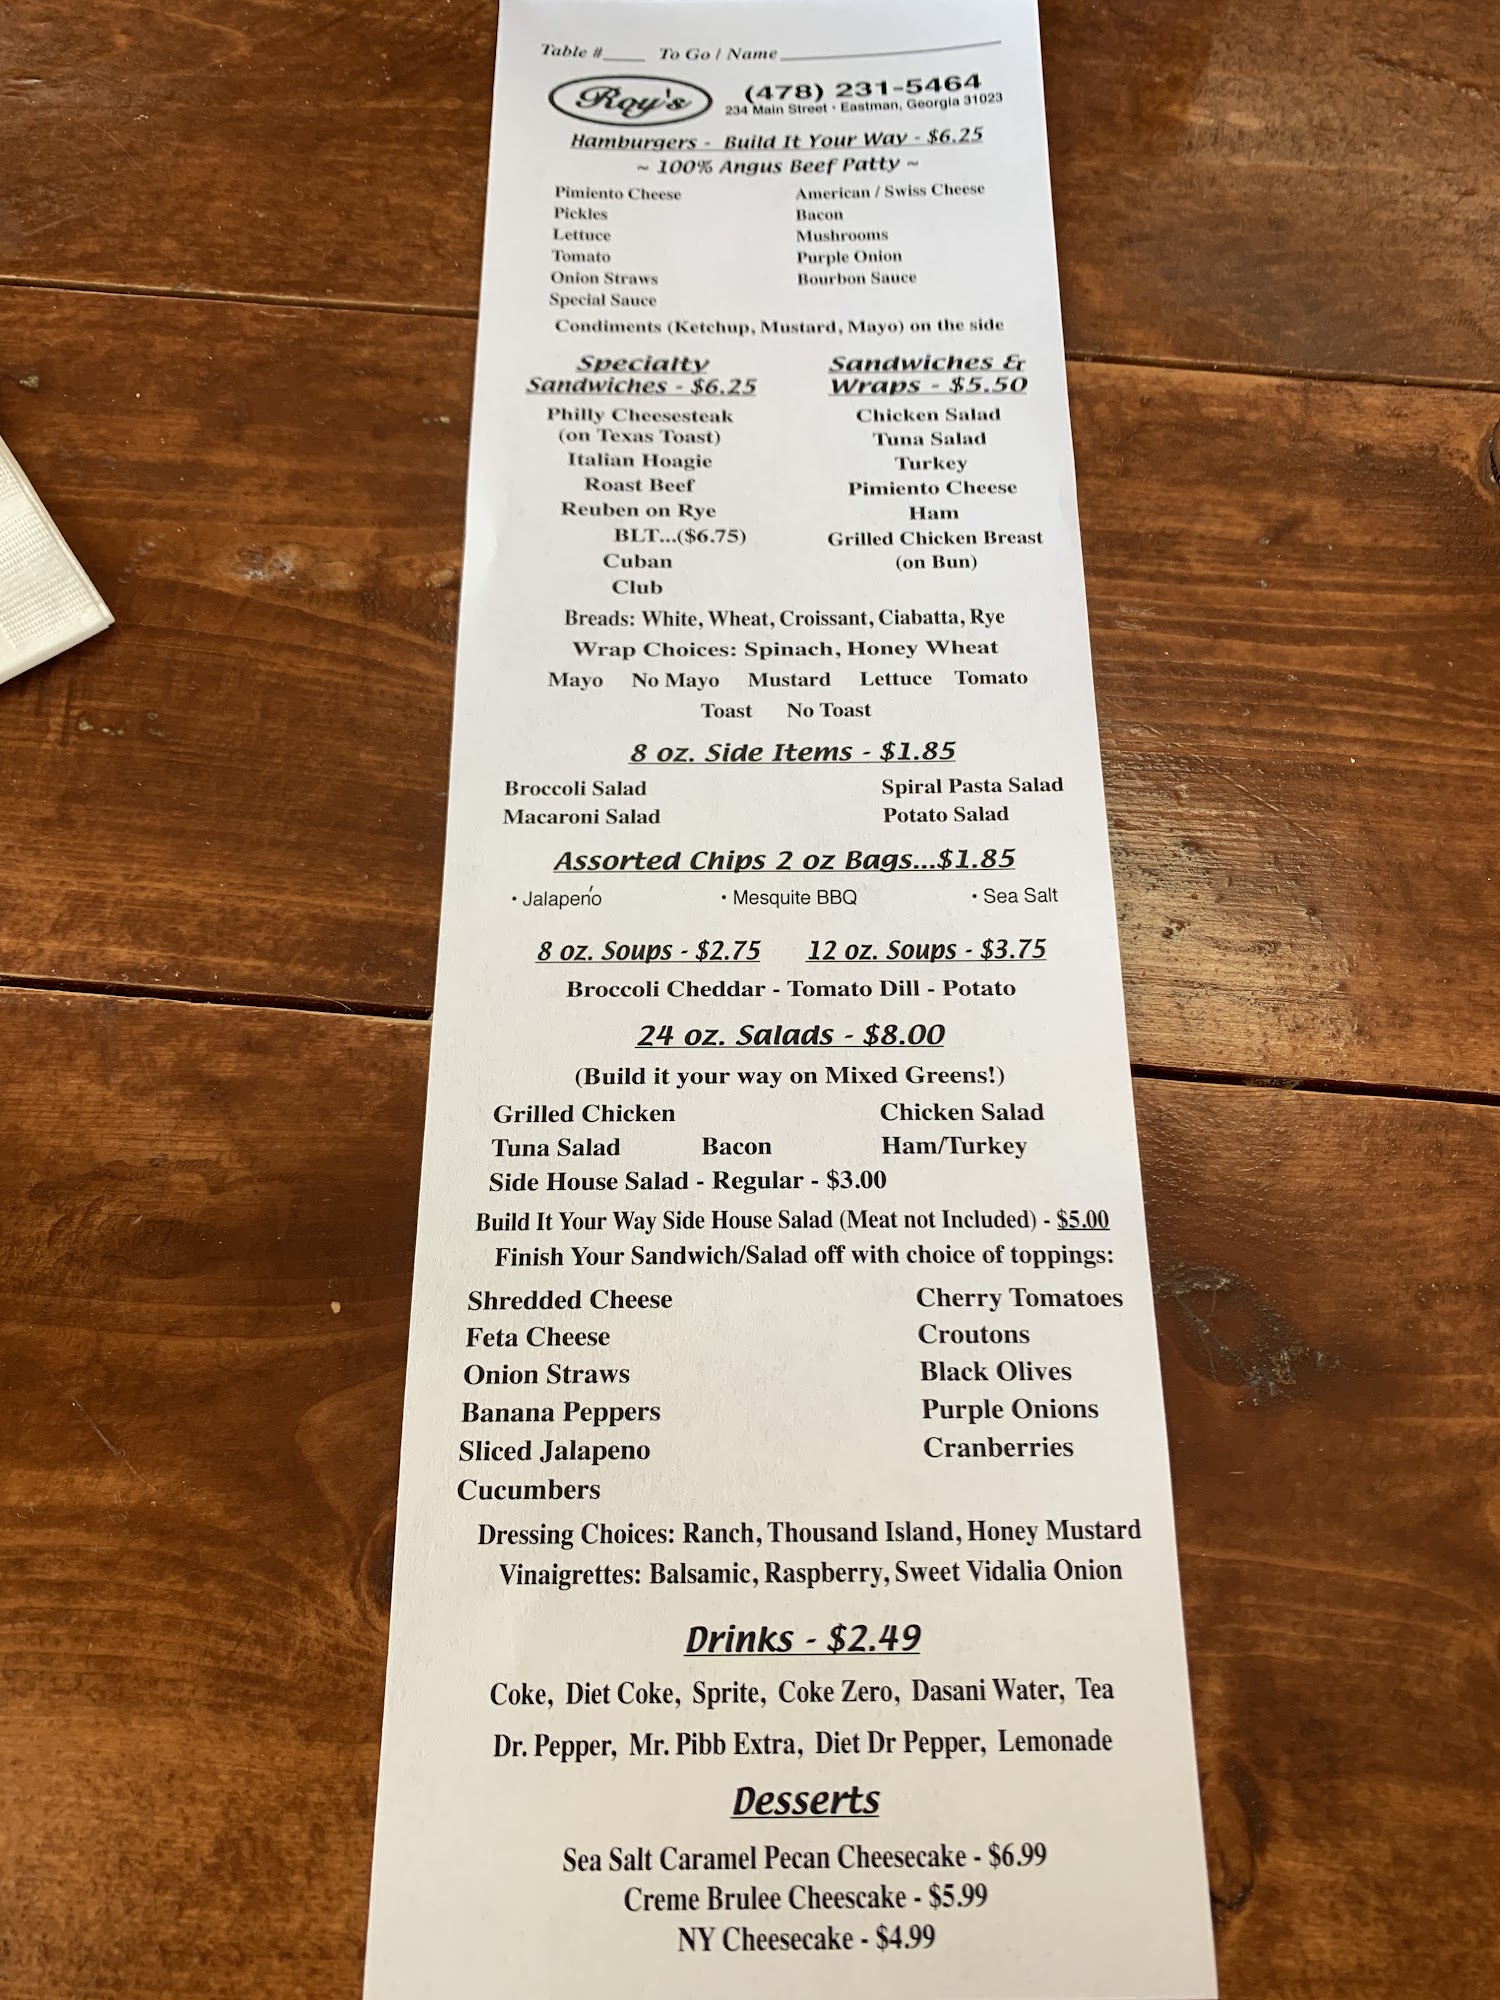 Table #____ To Go / Name____________________
Roy's
(478) 231-5464
234 Main Street · Eastman, Georgia 31023
Hamburgers - Build It Your Way - $6.25
~ 100% Angus Beef Patty ~
Pimiento Cheese American / Swiss Cheese
Pickles Bacon
Lettuce Mushrooms
Tomato Purple Onion
Onion Straws Bourbon Sauce
Special Sauce
Condiments (Ketchup, Mustard, Mayo) on the side
Specialty
Sandwiches - $6.25
Philly Cheesesteak
(on Texas Toast)
Italian Hoagie
Roast Beef
Reuben on Rye
BLT...($6.75)
Cuban
Club
Sandwiches &
Wraps - $5.50
Chicken Salad
Tuna Salad
Turkey
Pimiento Cheese
Ham
Grilled Chicken Breast
(on Bun)
Breads: White, Wheat, Croissant, Ciabatta, Rye
Wrap Choices: Spinach, Honey Wheat
Mayo No Mayo Mustard Lettuce Tomato
Toast No Toast
8 oz. Side Items - $1.85
Broccoli Salad Spiral Pasta Salad
Macaroni Salad Potato Salad
Assorted Chips 2 oz Bags...$1.85
• Jalapeńo • Mesquite BBQ • Sea Salt
8 oz. Soups - $2.75 12 oz. Soups - $3.75
Broccoli Cheddar - Tomato Dill - Potato
24 oz. Salads - $8.00
(Build it your way on Mixed Greens!)
Grilled Chicken Chicken Salad
Tuna Salad Bacon Ham/Turkey
Side House Salad - Regular - $3.00
Build It Your Way Side House Salad (Meat not Included) - $5.00
Finish Your Sandwich/Salad off with choice of toppings:
Shredded Cheese Cherry Tomatoes
Feta Cheese Croutons
Onion Straws Black Olives
Banana Peppers Purple Onions
Sliced Jalapeno Cranberries
Cucumbers
Dressing Choices: Ranch, Thousand Island, Honey Mustard
Vinaigrettes: Balsamic, Raspberry, Sweet Vidalia Onion
Drinks - $2.49
Coke, Diet Coke, Sprite, Coke Zero, Dasani Water, Tea
Dr. Pepper, Mr. Pibb Extra, Diet Dr Pepper, Lemonade
Desserts
Sea Salt Caramel Pecan Cheesecake - $6.99
Creme Brulee Cheescake - $5.99
NY Cheesecake - $4.99